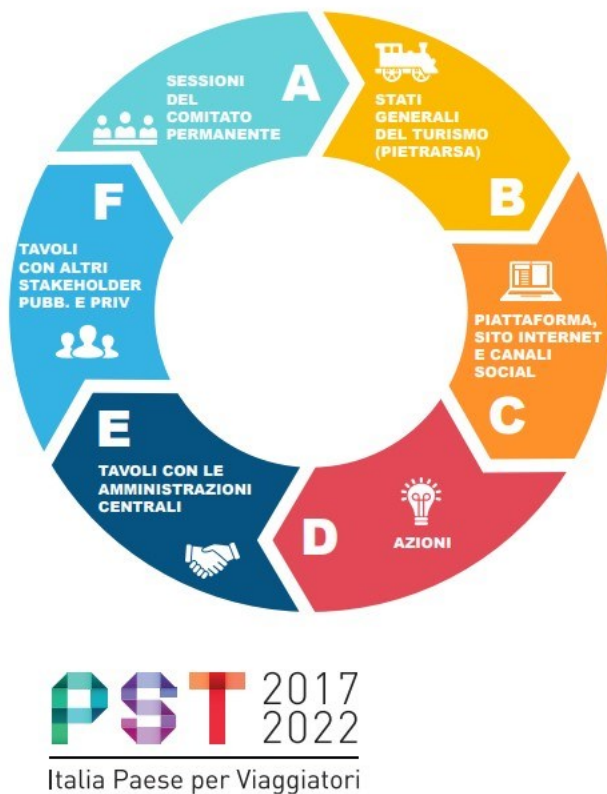 A
SESSIONI
DEL
COMITATO
PERMANENTE
STATI
GENERALI
DEL TURISMO
(PIETRARSA)
B
PIATTAFORMA,
SITO INTERNET
E CANALI
SOCIAL
C
D
AZIONI
E
TAVOLI CON LE
AMMINISTRAZIONI
CENTRALI
F
TAVOLI
CON ALTRI
STAKEHOLDER
PUBB. E PRIV
PST 2017
2022
Italia Paese per Viaggiatori